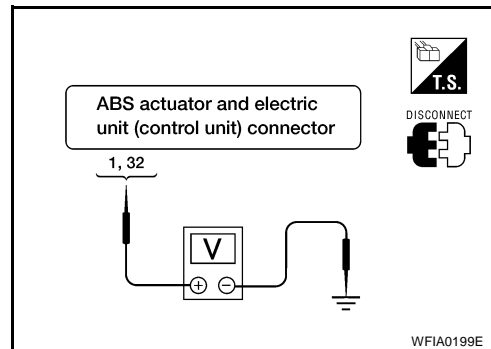 T.S.
DISCONNECT
ABS actuator and electric
unit (control unit) connector
1, 32
V
+ −
WFIA0199E